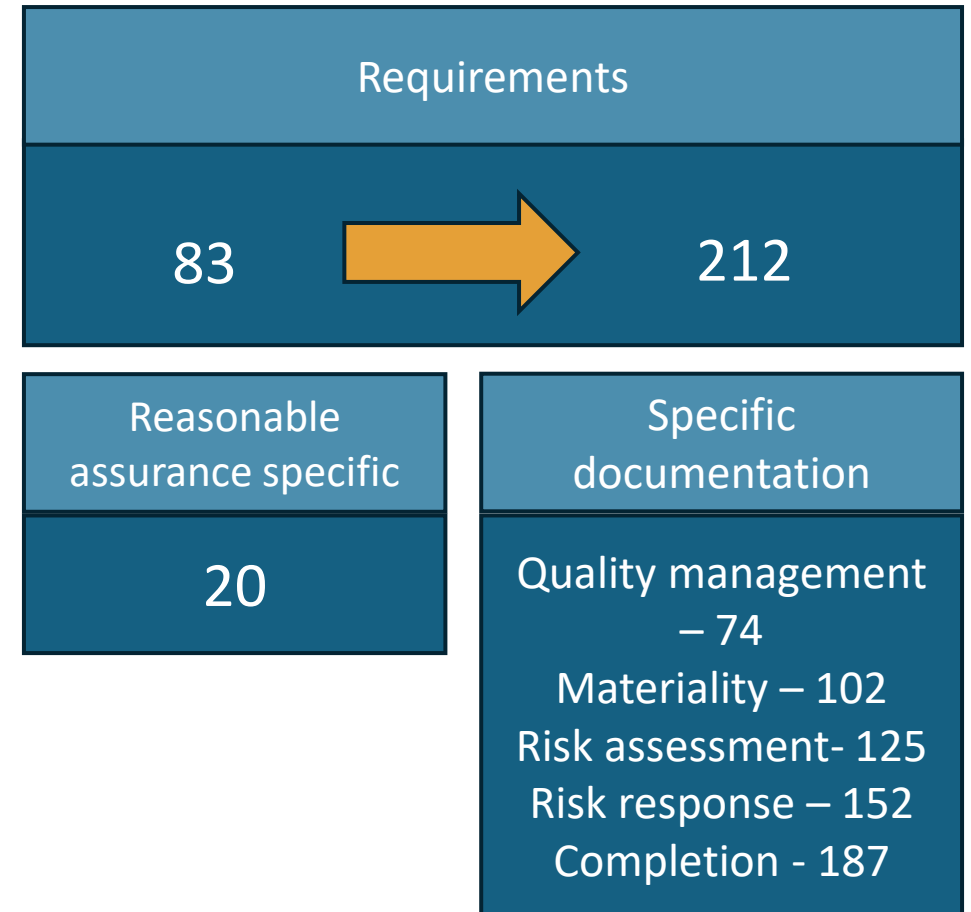 Requirements
83
212
Reasonable
assurance specific
20
Specific
documentation
Quality management
– 74
Materiality – 102
Risk assessment- 125
Risk response – 152
Completion - 187